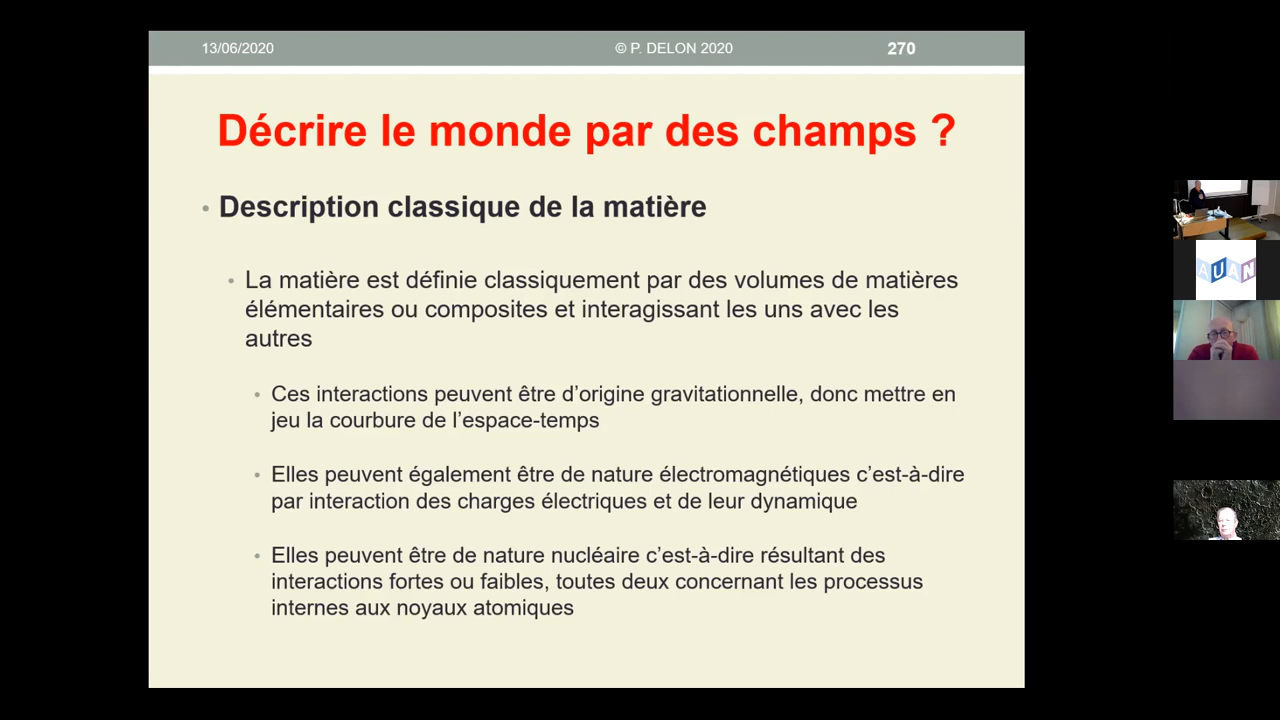 13/06/2020 © P. DELON 2020 270
Décrire le monde par des champs ?
• Description classique de la matière
• La matière est définie classiquement par des volumes de matières
élémentaires ou composites et interagissant les uns avec les
autres
• Ces interactions peuvent être d’origine gravitationnelle, donc mettre en
jeu la courbure de l’espace-temps
• Elles peuvent également être de nature électromagnétiques c’est-à-dire
par interaction des charges électriques et de leur dynamique
• Elles peuvent être de nature nucléaire c’est-à-dire résultant des
interactions fortes ou faibles, toutes deux concernant les processus
internes aux noyaux atomiques
AUAN